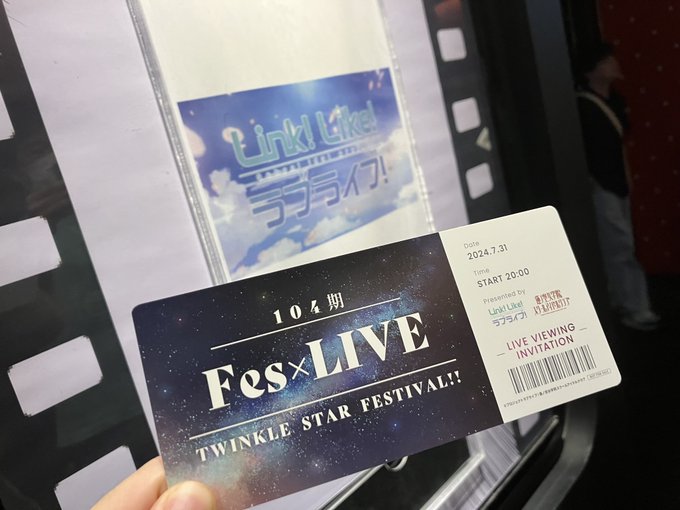 Link! Like!
ラブライブ!
104期
Fes×LIVE
TWINKLE STAR FESTIVAL!!
Date
2024.7.31
Time
START 20:00
Presented by
Link! Like!
ラブライブ!
LIVE VIEWING
INVITATION